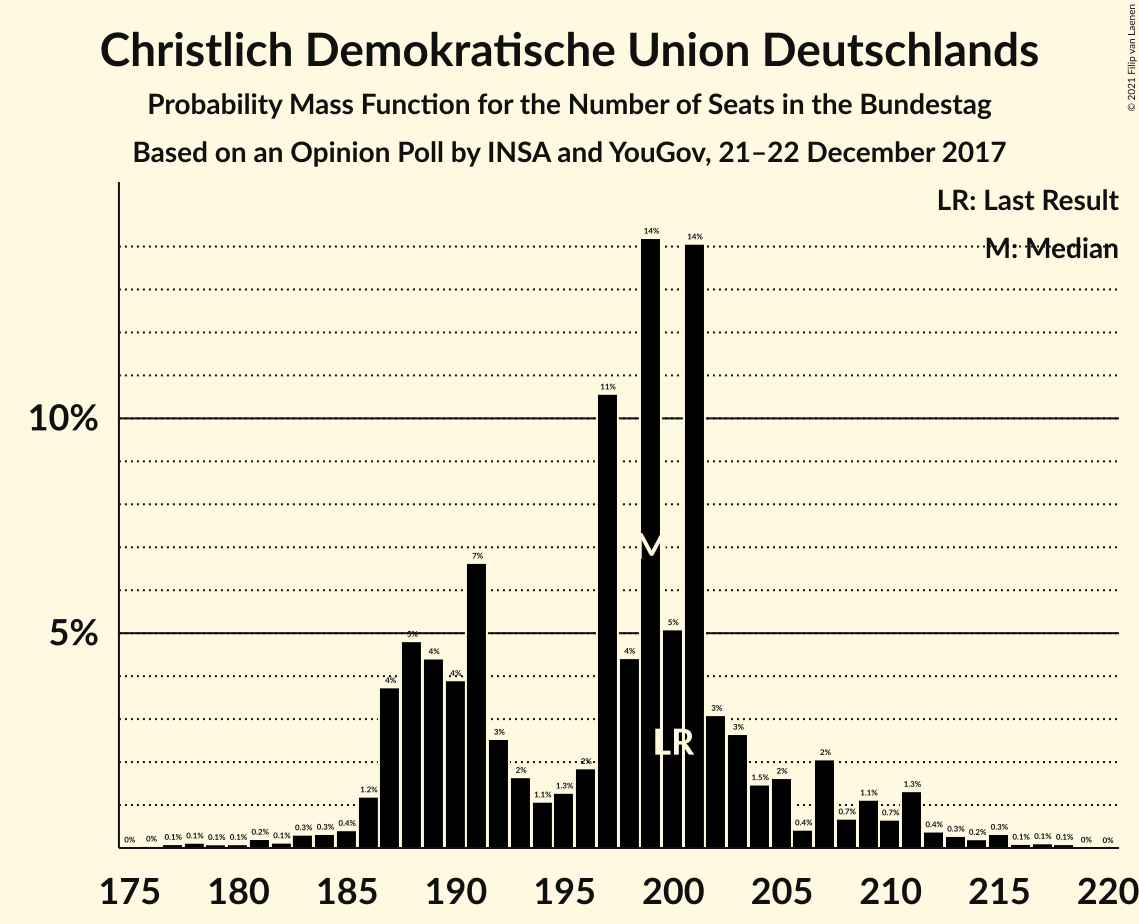 Christlich Demokratische Union Deutschlands
Probability Mass Function for the Number of Seats in the Bundestag
Based on an Opinion Poll by INSA and YouGov, 21–22 December 2017
© 2021 Filip van Laenen
LR: Last Result
M: Median
10%
5%
0% 0% 0.1% 0.1% 0.1% 0.1% 0.2% 0.1% 0.3% 0.3% 0.4% 1.2% 4% 5% 4% 4% 7% 3% 2% 1.1% 1.3% 2% 11% 4% 14% 5% 14% 3% 3% 1.5% 2% 0.4% 2% 0.7% 1.1% 0.7% 1.3% 0.4% 0.3% 0.2% 0.3% 0.1% 0.1% 0.1% 0% 0%
M
LR
175 180 185 190 195 200 205 210 215 220